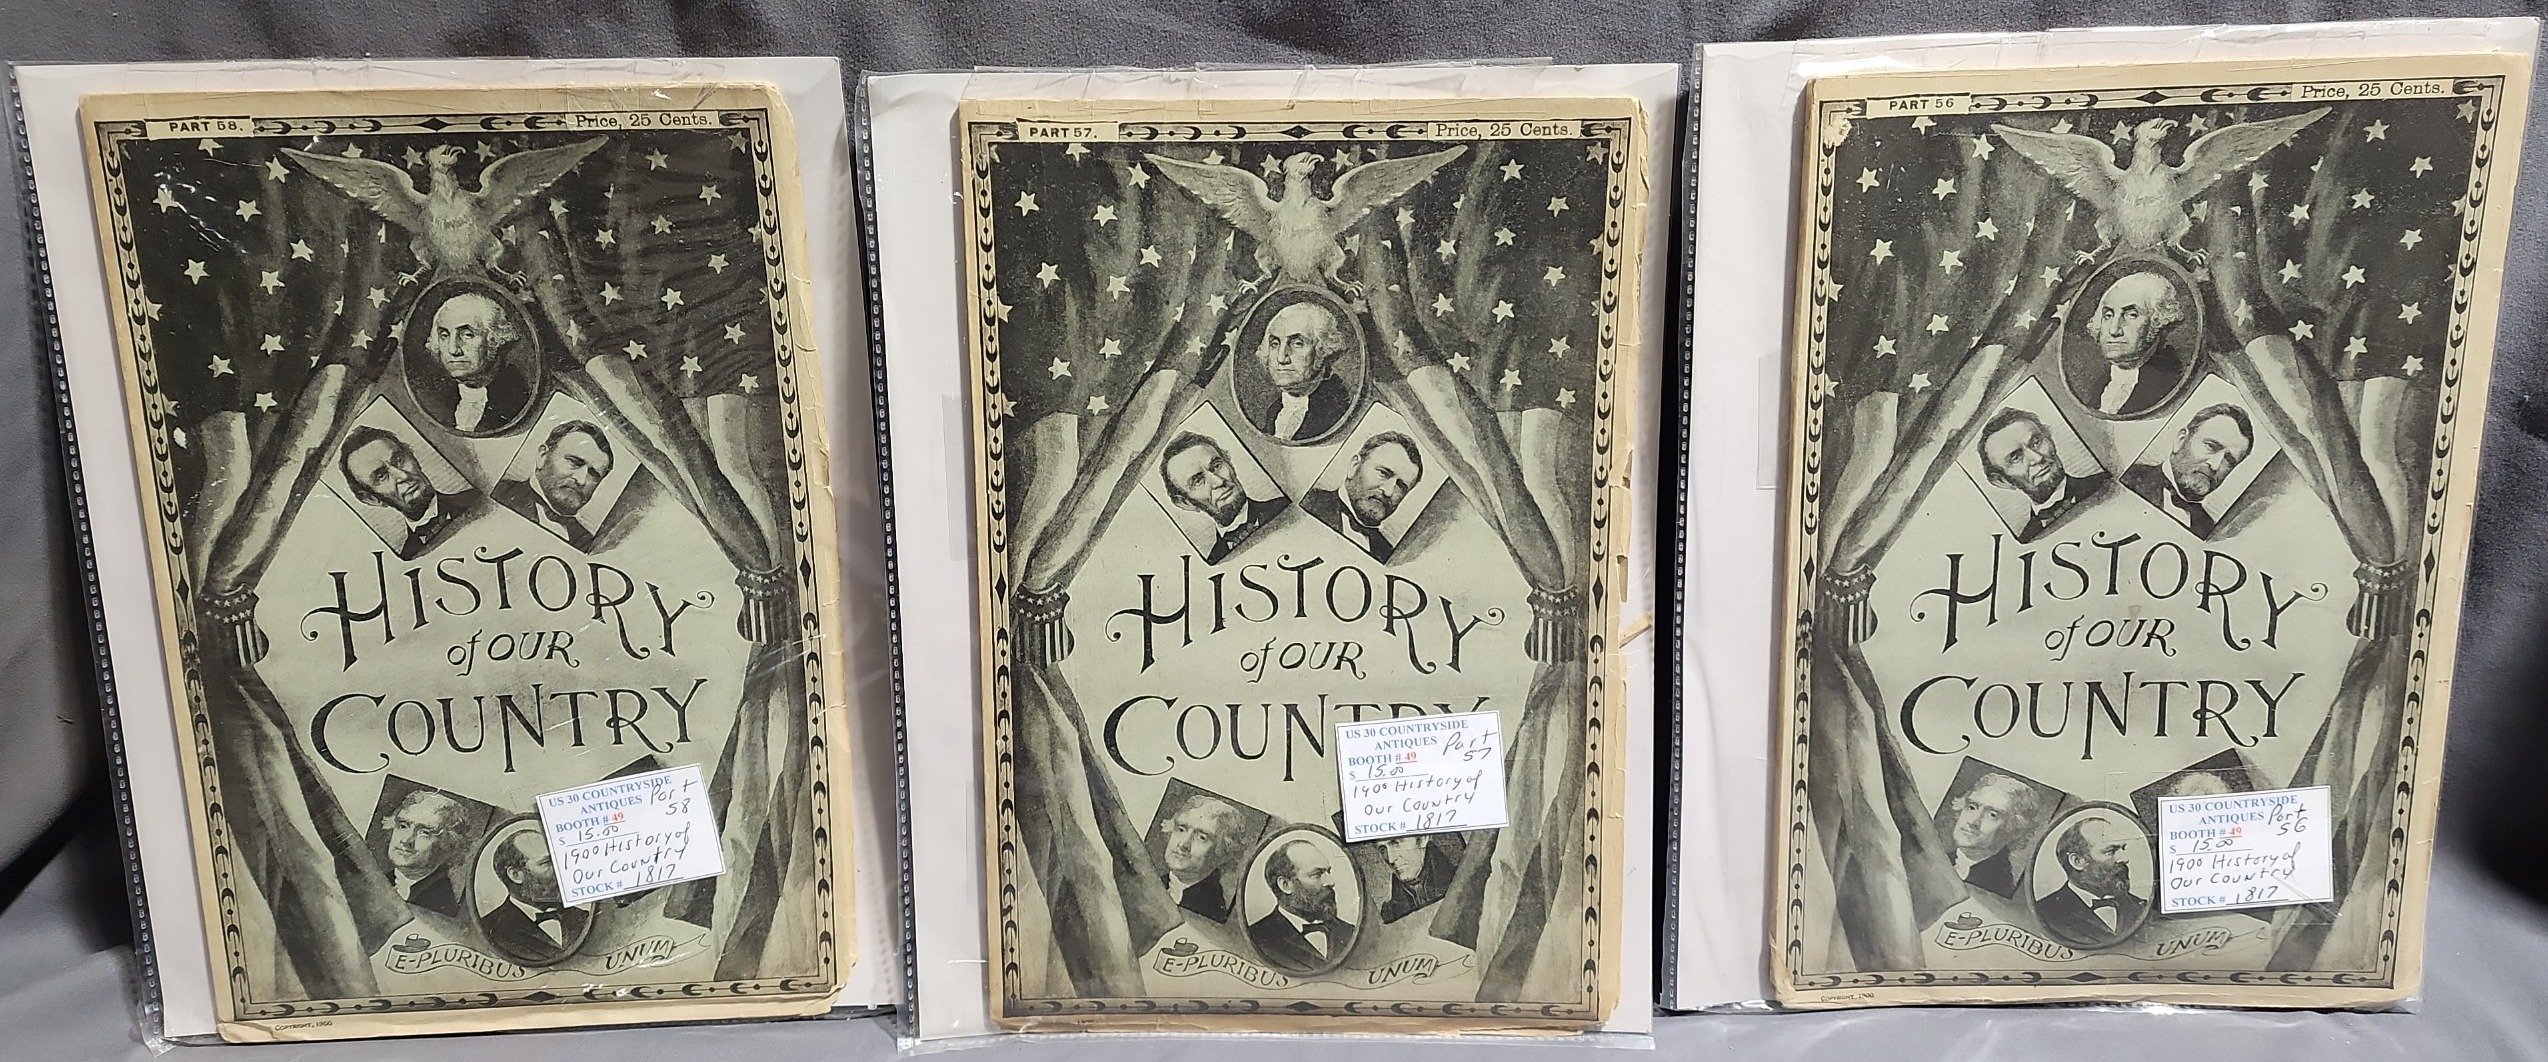 PART 58.
Price, 25 Cents.
HISTORY
of OUR
COUNTRY
US 30 COUNTRYSIDE
ANTIQUES Part
58
BOOTH # 49
$ 15.00
1900 History of
Our Country
STOCK # 1817
E-PLURIBUS UNUM
COPYRIGHT, 1900
PART 57.
Price, 25 Cents.
HISTORY
of OUR
COUNTRY
US 30 COUNTRYSIDE
ANTIQUES Part
57
BOOTH # 49
$ 15.00
1900 History of
Our Country
STOCK # 1817
E-PLURIBUS UNUM
PART 56
Price, 25 Cents.
HISTORY
of OUR
COUNTRY
US 30 COUNTRYSIDE
ANTIQUES Part
56
BOOTH # 49
$ 15.00
1900 History of
Our Country
STOCK # 1817
E-PLURIBUS UNUM
COPYRIGHT, 1900